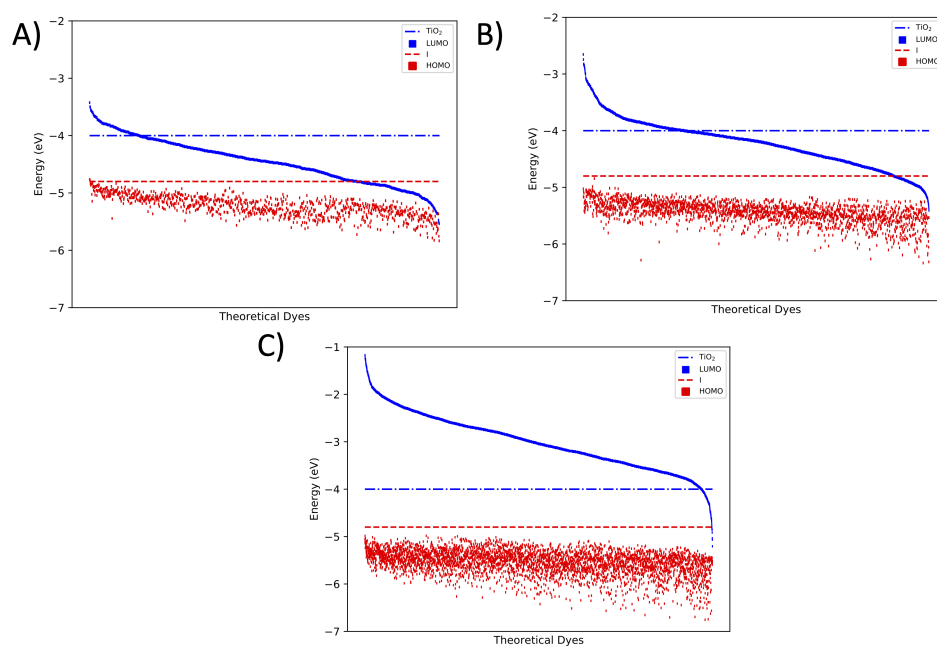 A)
−2
−3
−4
−5
−6
−7
Energy (eV)
Theoretical Dyes
TiO₂
LUMO
I
HOMO
B)
−2
−3
−4
−5
−6
−7
Energy (eV)
Theoretical Dyes
TiO₂
LUMO
I
HOMO
C)
−1
−2
−3
−4
−5
−6
−7
Energy (eV)
Theoretical Dyes
TiO₂
LUMO
I
HOMO